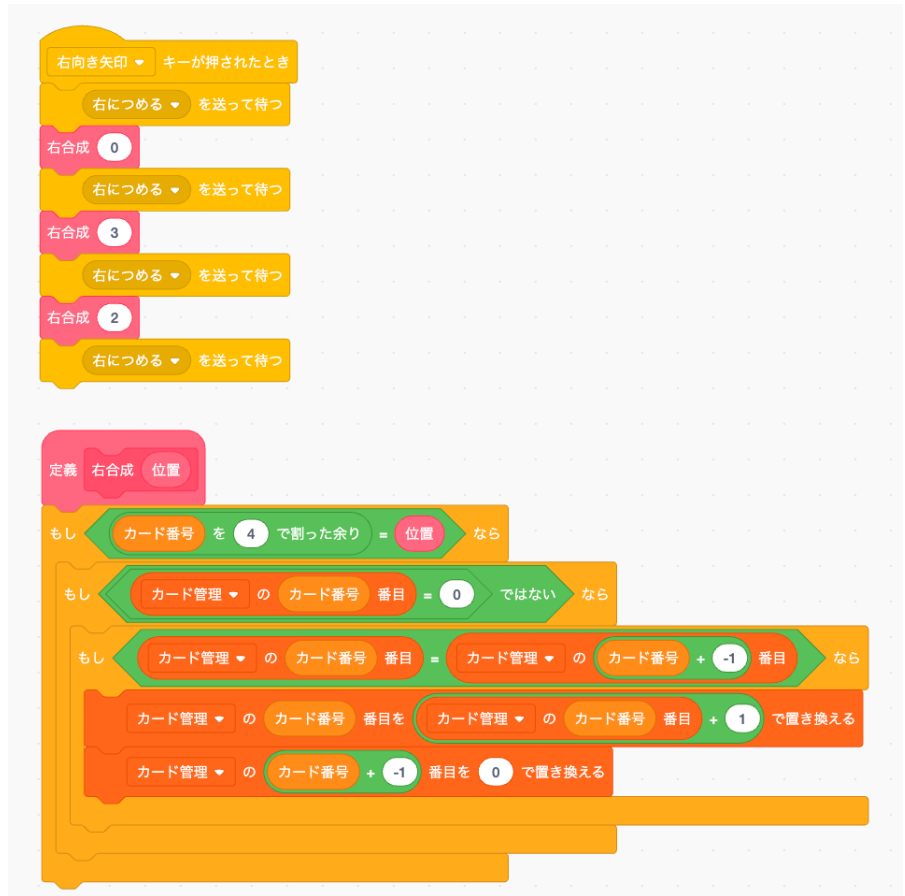 右向き矢印 キーが押されたとき
右につめる を送って待つ
右合成 0
右につめる を送って待つ
右合成 3
右につめる を送って待つ
右合成 2
右につめる を送って待つ
定義 右合成 位置
もし カード番号 を 4 で割った余り = 位置 なら
もし カード管理 の カード番号 番目 = 0 ではない なら
もし カード管理 の カード番号 番目 = カード管理 の カード番号 + -1 番目 なら
カード管理 の カード番号 番目を カード管理 の カード番号 番目 + 1 で置き換える
カード管理 の カード番号 + -1 番目を 0 で置き換える